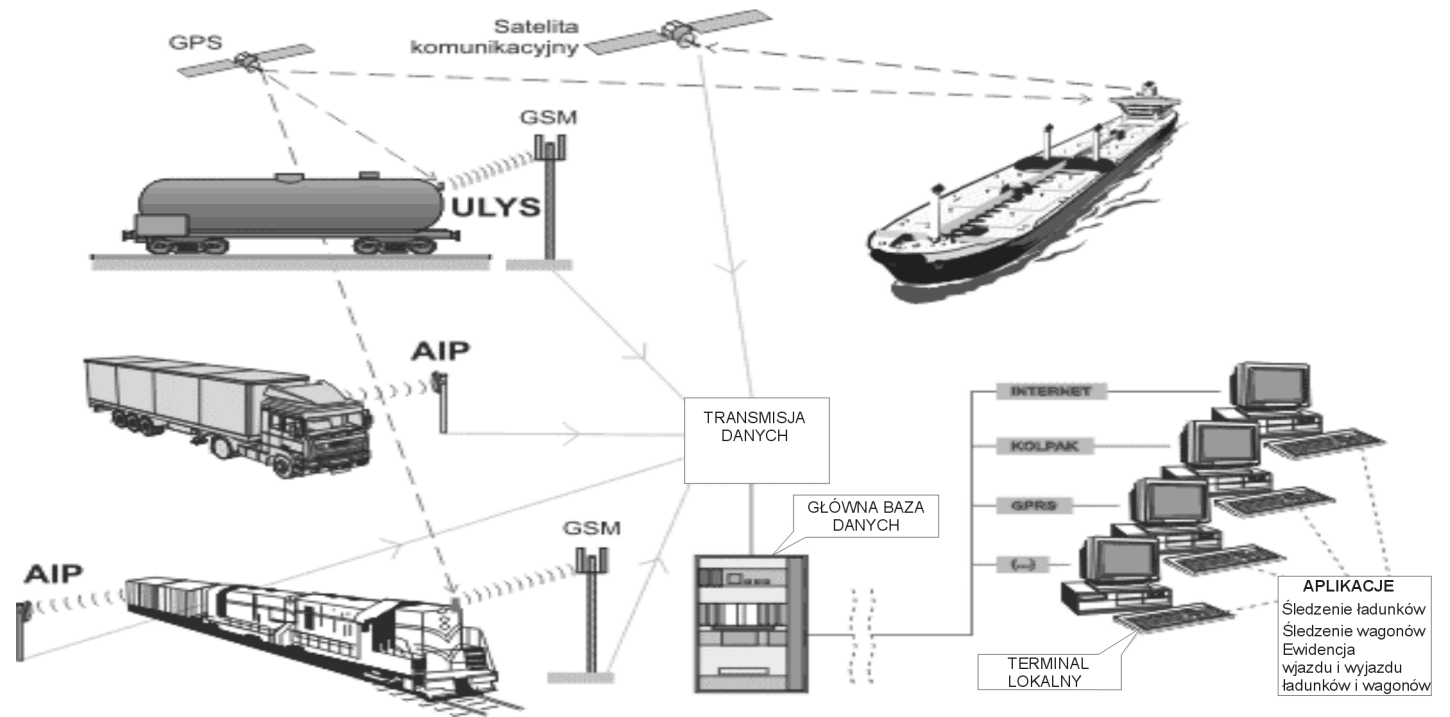 GPS
Satelita
komunikacyjny
GSM
ULYS
AIP
TRANSMISJA
DANYCH
INTERNET
KOLPAK
GPRS
(...)
GŁÓWNA BAZA
DANYCH
GSM
AIP
APLIKACJE
Śledzenie ładunków
Śledzenie wagonów
Ewidencja
wjazdu i wyjazdu
ładunków i wagonów
TERMINAL
LOKALNY